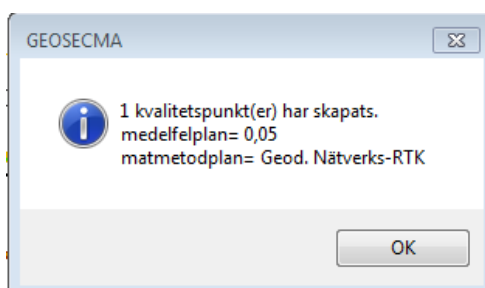 GEOSECMA
1 kvalitetspunkt(er) har skapats.
medelfelplan= 0,05
matmetodplan= Geod. Nätverks-RTK
OK